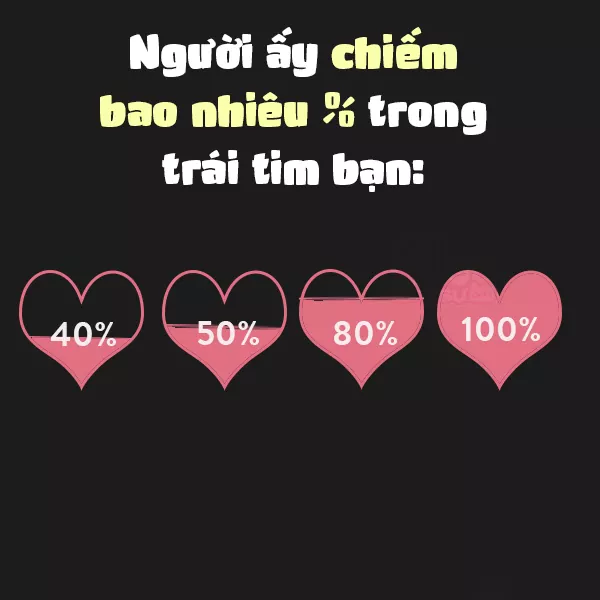 Người ấy chiếm
bao nhiêu % trong
trái tim bạn:
40% 50% 80% 100%